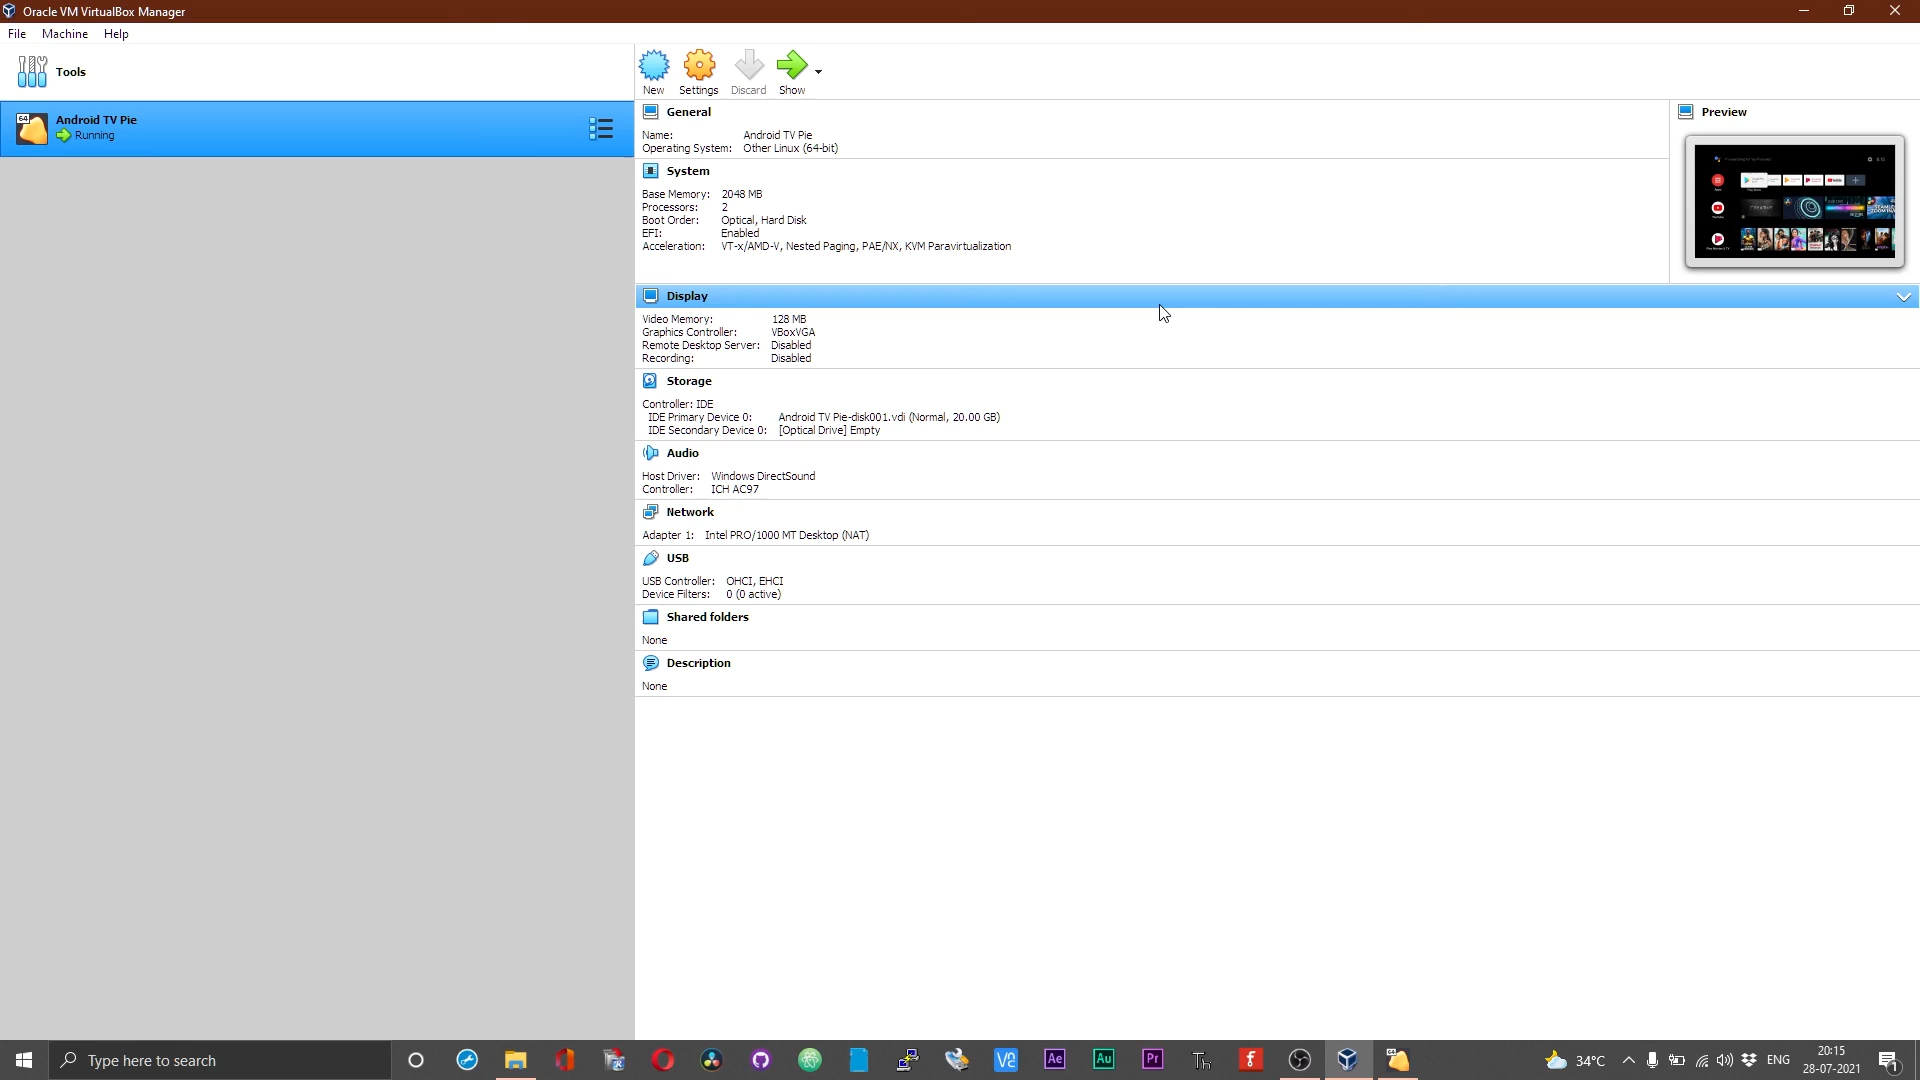 Oracle VM VirtualBox Manager
File Machine Help
Tools
New Settings Discard Show
64
Android TV Pie
Running
General
Name: Android TV Pie
Operating System: Other Linux (64-bit)
Preview
System
Base Memory: 2048 MB
Processors: 2
Boot Order: Optical, Hard Disk
EFI: Enabled
Acceleration: VT-x/AMD-V, Nested Paging, PAE/NX, KVM Paravirtualization
Display
Video Memory: 128 MB
Graphics Controller: VBoxVGA
Remote Desktop Server: Disabled
Recording: Disabled
Storage
Controller: IDE
IDE Primary Device 0: Android TV Pie-disk001.vdi (Normal, 20.00 GB)
IDE Secondary Device 0: [Optical Drive] Empty
Audio
Host Driver: Windows DirectSound
Controller: ICH AC97
Network
Adapter 1: Intel PRO/1000 MT Desktop (NAT)
USB
USB Controller: OHCI, EHCI
Device Filters: 0 (0 active)
Shared folders
None
Description
None
Type here to search
Ae
Au
Pr
Th
f
34°C
ENG
20:15
28-07-2021
1